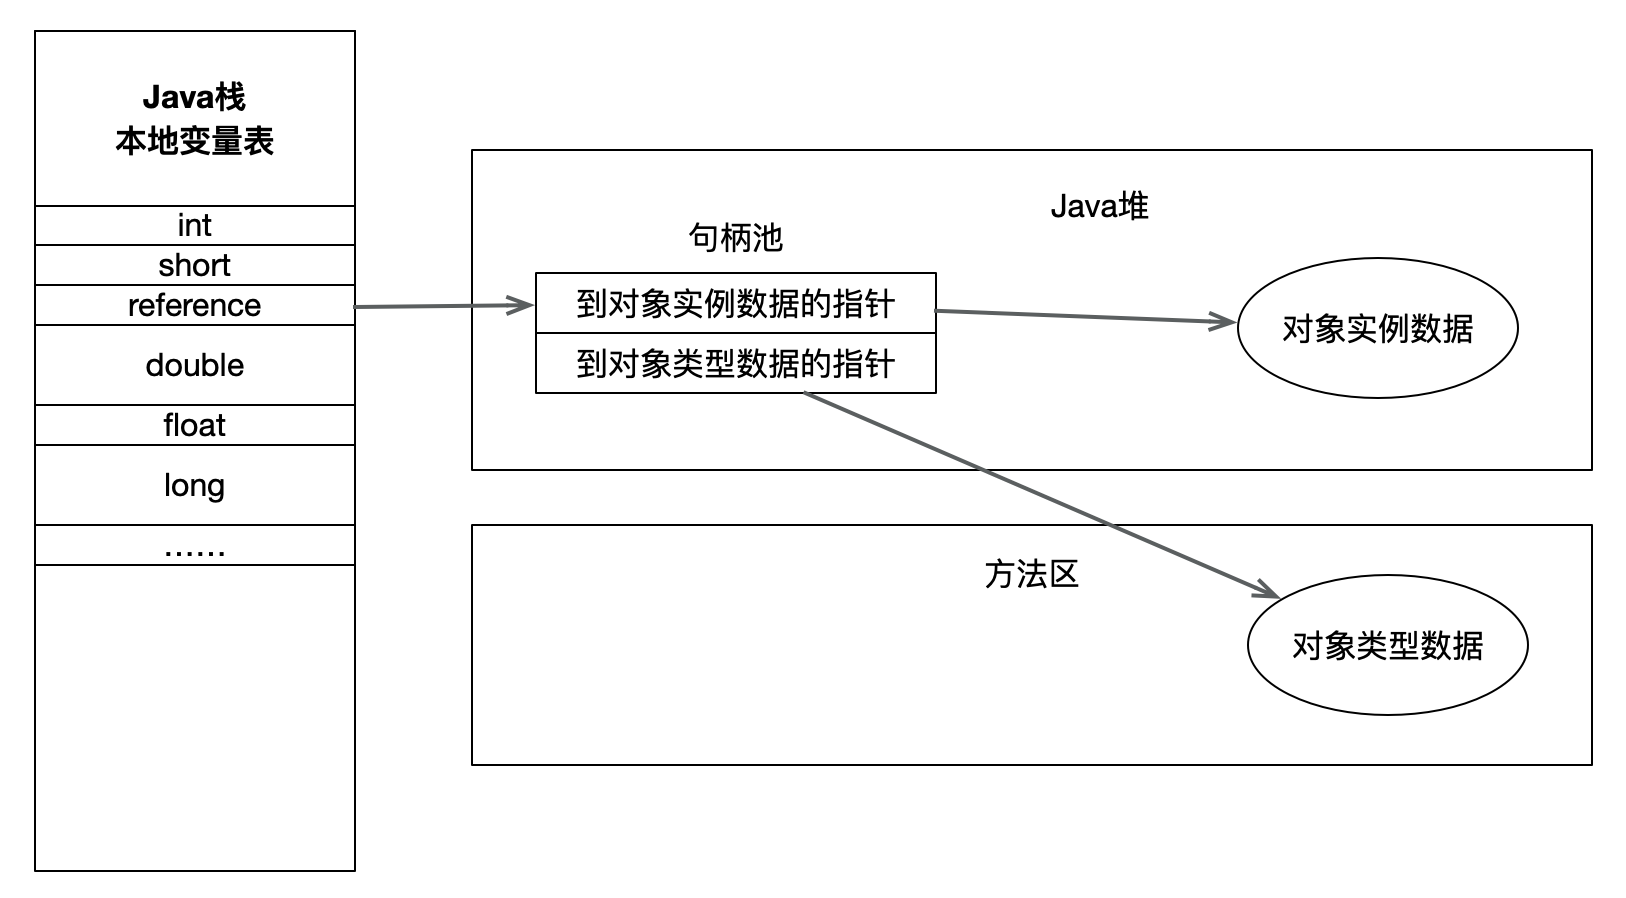 Java栈
本地变量表
int
short
reference
double
float
long
......
Java堆
句柄池
到对象实例数据的指针
到对象类型数据的指针
对象实例数据
方法区
对象类型数据